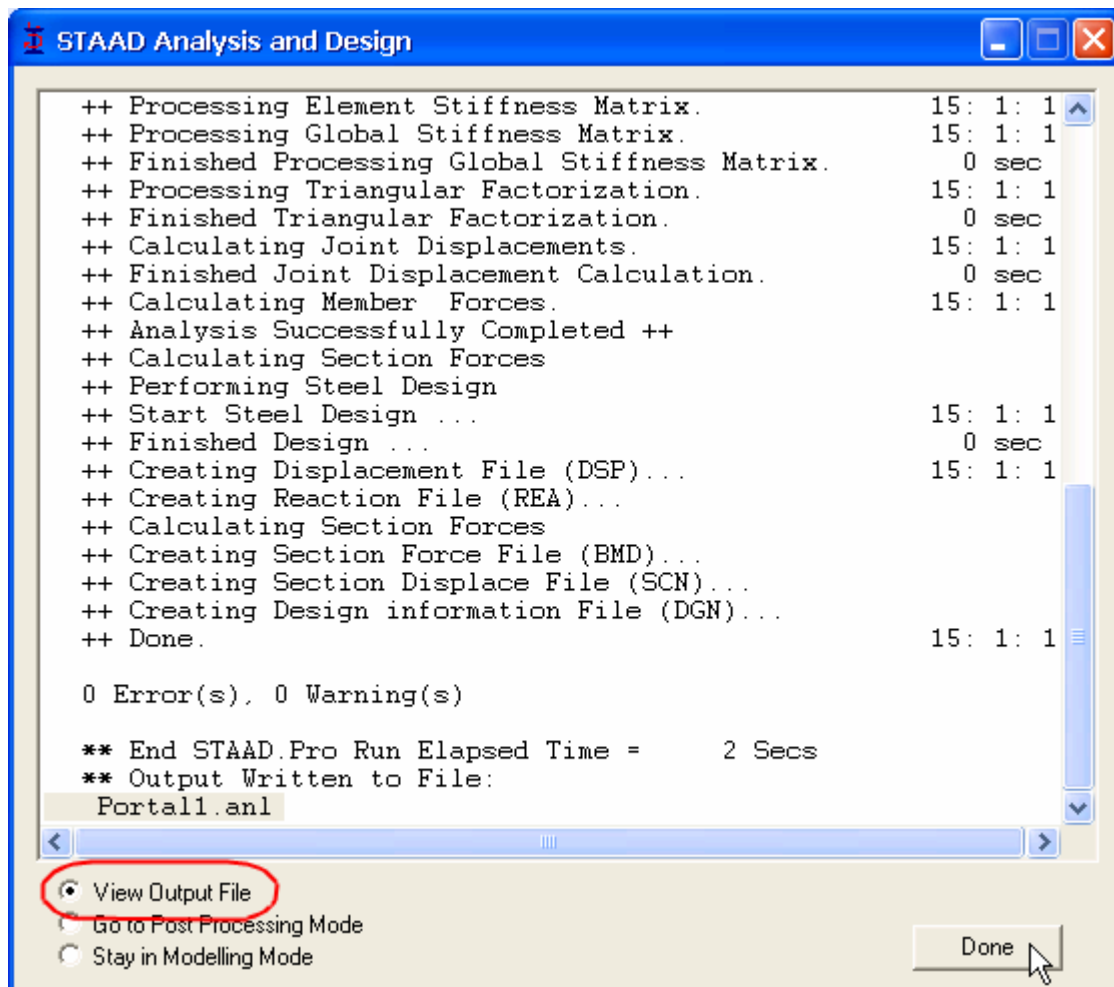 STAAD Analysis and Design
++ Processing Element Stiffness Matrix. 15: 1: 1
++ Processing Global Stiffness Matrix. 15: 1: 1
++ Finished Processing Global Stiffness Matrix. 0 sec
++ Processing Triangular Factorization. 15: 1: 1
++ Finished Triangular Factorization. 0 sec
++ Calculating Joint Displacements. 15: 1: 1
++ Finished Joint Displacement Calculation. 0 sec
++ Calculating Member  Forces. 15: 1: 1
++ Analysis Successfully Completed ++
++ Calculating Section Forces
++ Performing Steel Design
++ Start Steel Design ... 15: 1: 1
++ Finished Design ... 0 sec
++ Creating Displacement File (DSP)... 15: 1: 1
++ Creating Reaction File (REA)...
++ Calculating Section Forces
++ Creating Section Force File (BMD)...
++ Creating Section Displace File (SCN)...
++ Creating Design information File (DGN)...
++ Done. 15: 1: 1
0 Error(s), 0 Warning(s)
** End STAAD.Pro Run Elapsed Time = 2 Secs
** Output Written to File:
Portal1.anl
View Output File
Go to Post Processing Mode
Stay in Modelling Mode
Done